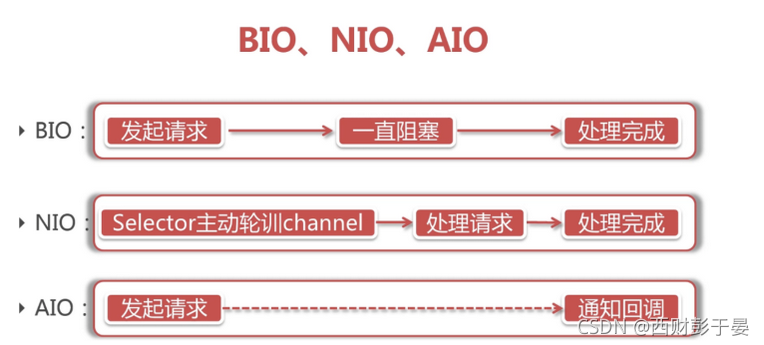 BIO、NIO、AIO
BIO： 发起请求 一直阻塞 处理完成
NIO： Selector主动轮训channel 处理请求 处理完成
AIO： 发起请求 通知回调
CSDN @西财彭于晏